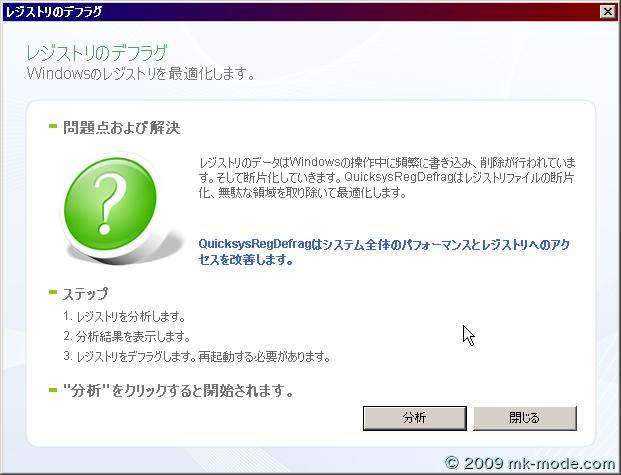 レジストリのデフラグ
レジストリのデフラグ
Windowsのレジストリを最適化します。
問題点および解決
レジストリのデータはWindowsの操作中に頻繁に書き込み、削除が行われていま
す。そして断片化していきます。QuicksysRegDefragはレジストリファイルの断片
化、無駄な領域を取り除いて最適化します。
QuicksysRegDefragはシステム全体のパフォーマンスとレジストリへのアク
セスを改善します。
ステップ
1. レジストリを分析します。
2. 分析結果を表示します。
3. レジストリをデフラグします。再起動する必要があります。
"分析"をクリックすると開始されます。
分析
閉じる
© 2009 mk-mode.com